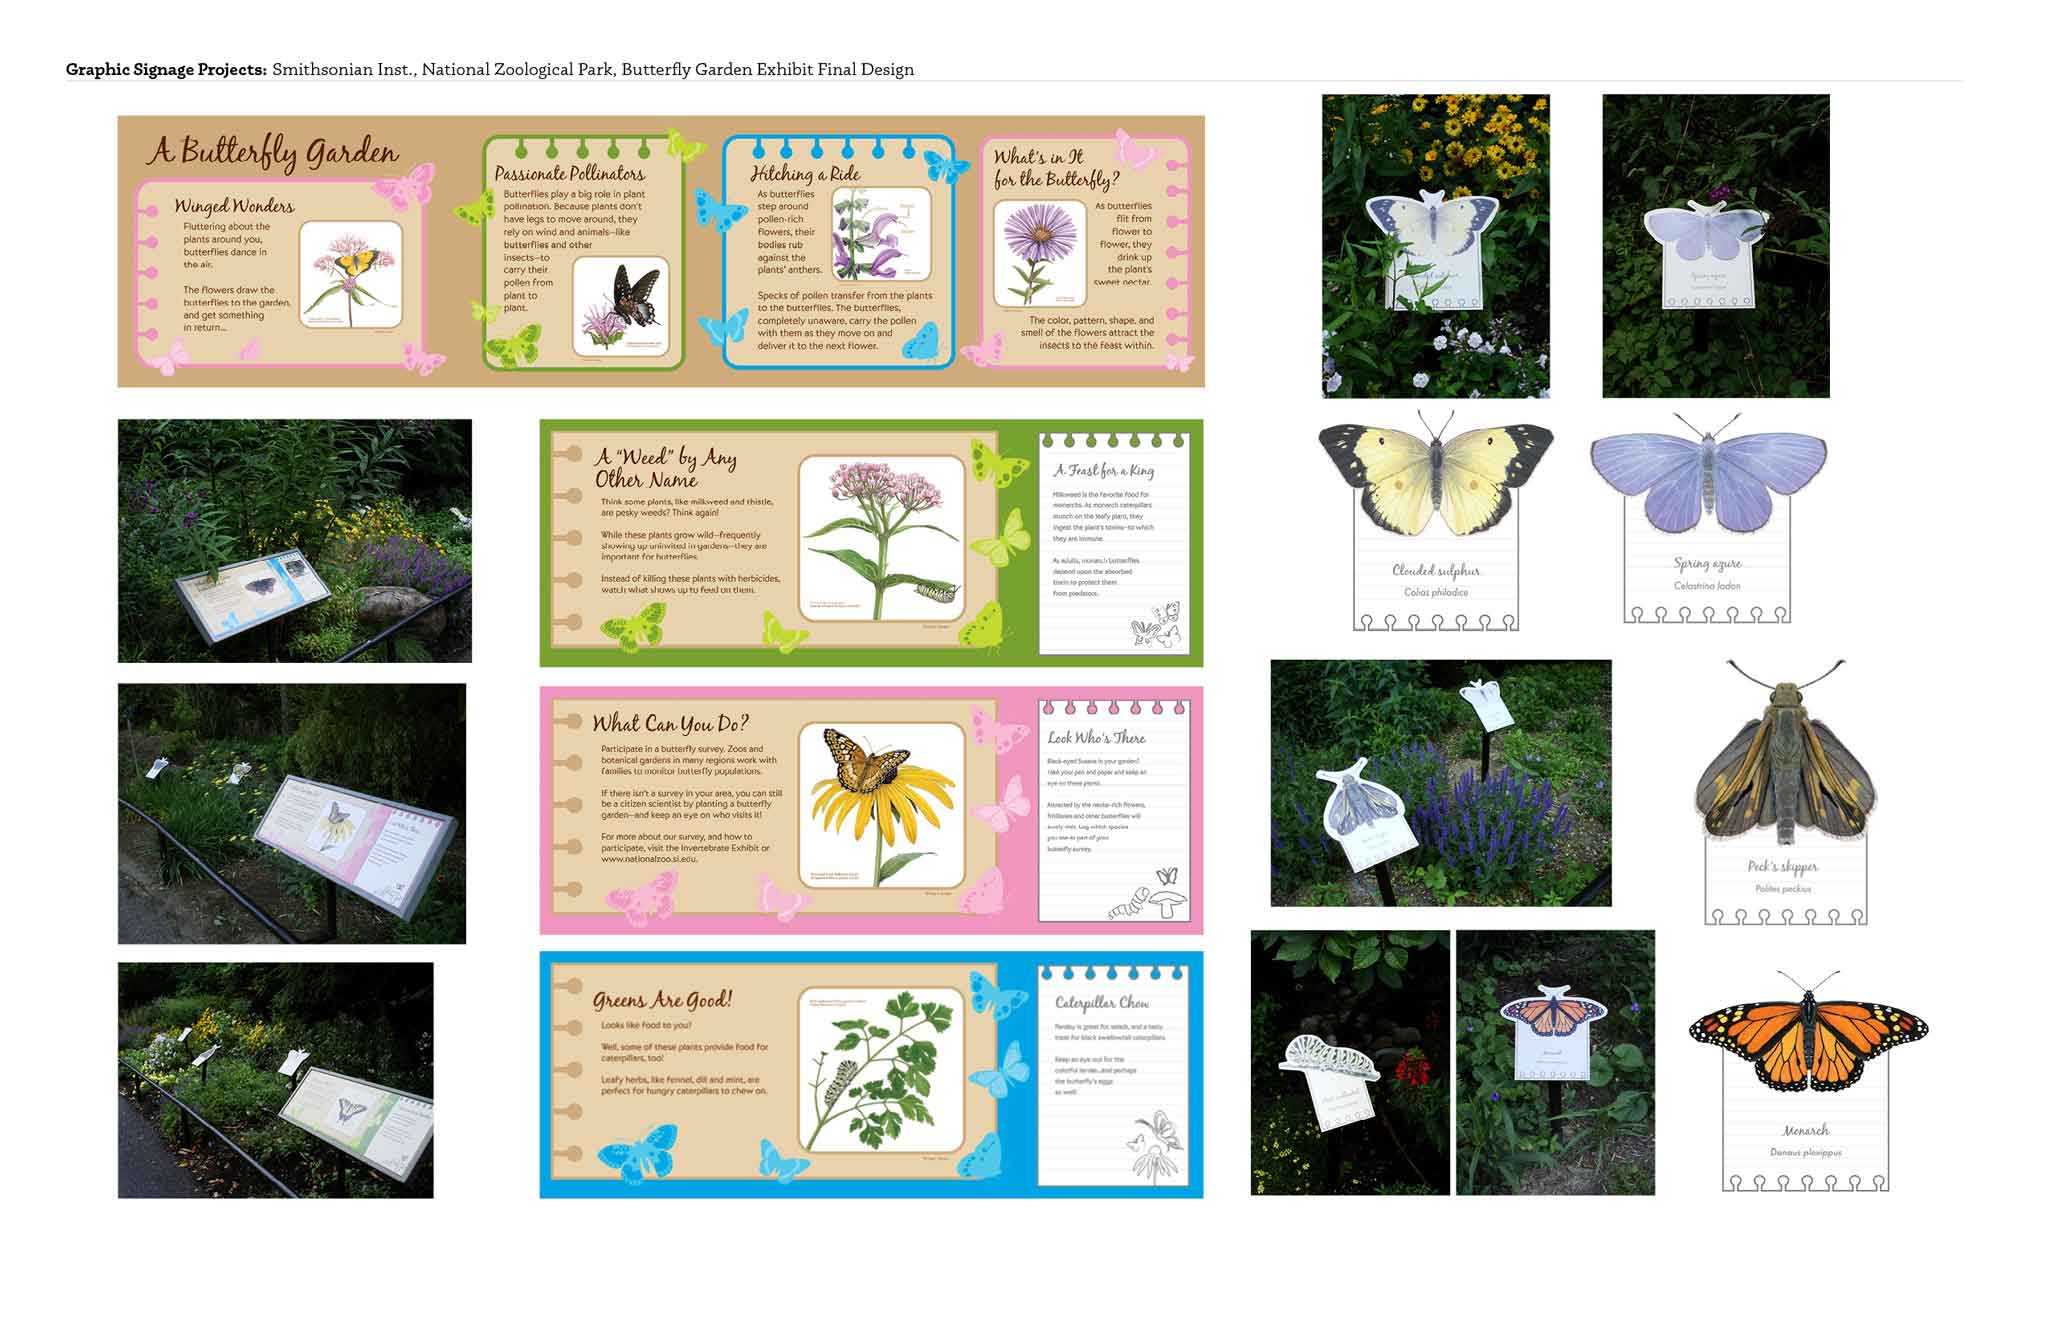 Graphic Signage Projects: Smithsonian Inst., National Zoological Park, Butterfly Garden Exhibit Final Design
A Butterfly Garden
Winged Wonders
Fluttering about the
plants around you,
butterflies dance in
the air.
The flowers draw the
butterflies to the garden,
and get something
in return...
Passionate Pollinators
Butterflies play a big role in plant
pollination. Because plants don't
have legs to move around, they
rely on wind and animals—like
butterflies and other
insects—to
carry their
pollen from
plant to
plant.
Hitching a Ride
As butterflies
step around
pollen-rich
flowers, their
bodies rub
against the
plants' anthers.
Specks of pollen transfer from the plants
to the butterflies. The butterflies,
completely unaware, carry the pollen
with them as they move on and
deliver it to the next flower.
What's in It
for the Butterfly?
As butterflies
flit from
flower to
flower, they
drink up
the plant's
sweet nectar.
The color, pattern, shape, and
smell of the flowers attract the
insects to the feast within.
A "Weed" by Any
Other Name
Think some plants, like milkweed and thistle,
are pesky weeds? Think again!
While these plants grow wild—frequently
showing up uninvited in gardens—they are
important for butterflies.
Instead of killing these plants with herbicides,
watch what shows up to feed on them.
A Feast for a King
Milkweed is the favorite food for
monarchs. As monarch caterpillars
munch on the leafy plant, they
ingest the plant's toxins—to which
they are immune.
As adults, monarch butterflies
depend upon the absorbed
toxin to protect them
from predators.
What Can You Do?
Participate in a butterfly survey. Zoos and
botanical gardens in many regions work with
families to monitor butterfly populations.
If there isn't a survey in your area, you can still
be a citizen scientist by planting a butterfly
garden—and keep an eye on who visits it!
For more about our survey, and how to
participate, visit the Invertebrate Exhibit or
www.nationalzoo.si.edu.
Look Who's There
Black-eyed Susans in your garden?
Take your pen and paper and keep an
eye on these plants.
Attracted by the nectar-rich flowers,
fritillaries and other butterflies will
surely visit. Log which species
you see as part of your
butterfly survey.
Greens Are Good!
Looks like food to you?
Well, some of these plants provide food for
caterpillars, too!
Leafy herbs, like fennel, dill and mint, are
perfect for hungry caterpillars to chew on.
Caterpillar Chow
Parsley is great for salads, and a tasty
treat for black swallowtail caterpillars.
Keep an eye out for the
colorful larvae...and perhaps
the butterfly's eggs
as well!
Spring azure
Clouded sulphur
Colias philodice
Spring azure
Celastrina ladon
Peck's skipper
Polites peckius
Monarch
Monarch
Danaus plexippus